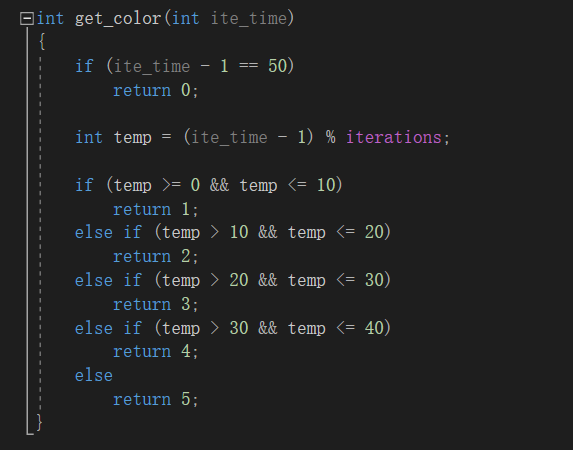 int get_color(int ite_time)
{
    if (ite_time - 1 == 50)
        return 0;

    int temp = (ite_time - 1) % iterations;

    if (temp >= 0 && temp <= 10)
        return 1;
    else if (temp > 10 && temp <= 20)
        return 2;
    else if (temp > 20 && temp <= 30)
        return 3;
    else if (temp > 30 && temp <= 40)
        return 4;
    else
        return 5;
}